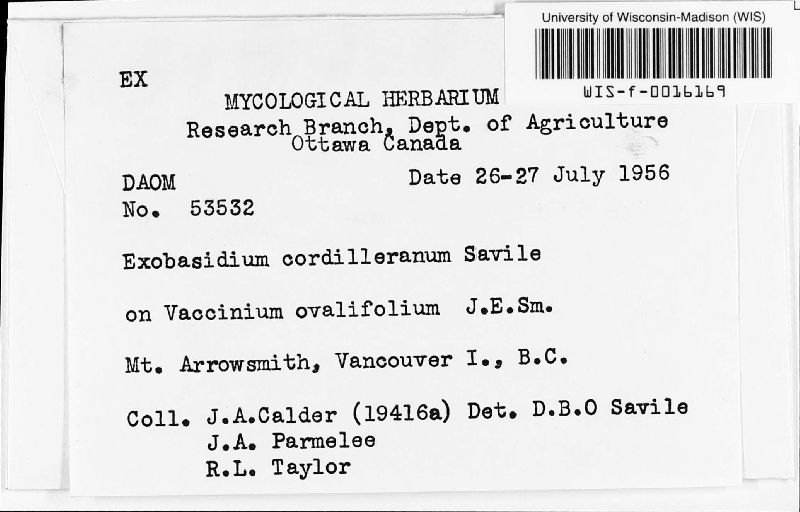 University of Wisconsin-Madison (WIS)
WIS-f-0016169
EX
MYCOLOGICAL HERBARIUM
Research Branch, Dept. of Agriculture
Ottawa Canada
DAOM Date 26-27 July 1956
No. 53532
Exobasidium cordilleranum Savile
on Vaccinium ovalifolium J.E.Sm.
Mt. Arrowsmith, Vancouver I., B.C.
Coll. J.A.Calder (19416a) Det. D.B.O Savile
J.A. Parmelee
R.L. Taylor